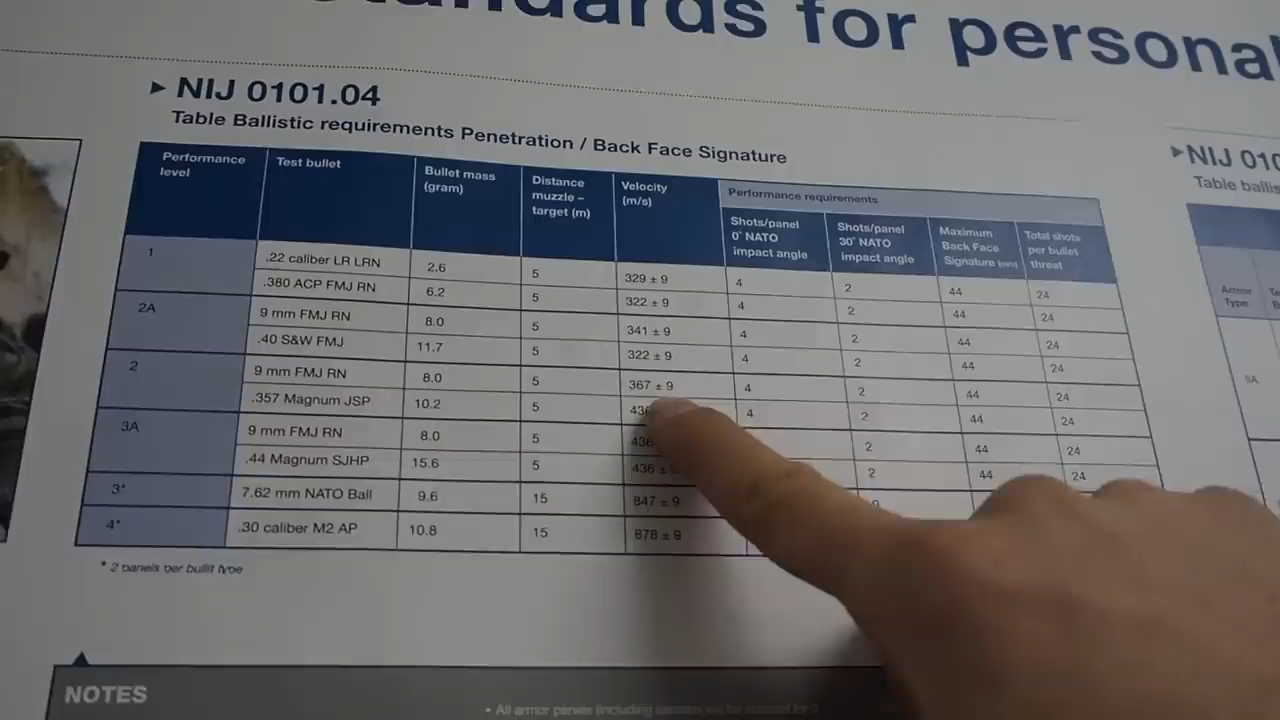 Standards for personal
NIJ 0101.04
Table Ballistic requirements Penetration / Back Face Signature
Performance level Test bullet Bullet mass (gram) Distance muzzle – target (m) Velocity (m/s) Performance requirements
Shots/panel 0° NATO impact angle Shots/panel 30° NATO impact angle Maximum Back Face Signature (mm) Total shots per bullet threat
1 .22 caliber LR LRN 2.6 5 329 ± 9 4 2 44 24
.380 ACP FMJ RN 6.2 5 322 ± 9 4 2 44 24
2A 9 mm FMJ RN 8.0 5 341 ± 9 4 2 44 24
.40 S&W FMJ 11.7 5 322 ± 9 4 2 44 24
2 9 mm FMJ RN 8.0 5 367 ± 9 4 2 44 24
.357 Magnum JSP 10.2 5 436 4 2 44 24
3A 9 mm FMJ RN 8.0 5 436 2 44 24
.44 Magnum SJHP 15.6 5 436 ± 2 44 24
3* 7.62 mm NATO Ball 9.6 15 847 ± 9 0
4* .30 caliber M2 AP 10.8 15 878 ± 9
* 2 panels per bullit type
NOTES
• All armor panels (including
NIJ 010
Table ballis
Armor Type